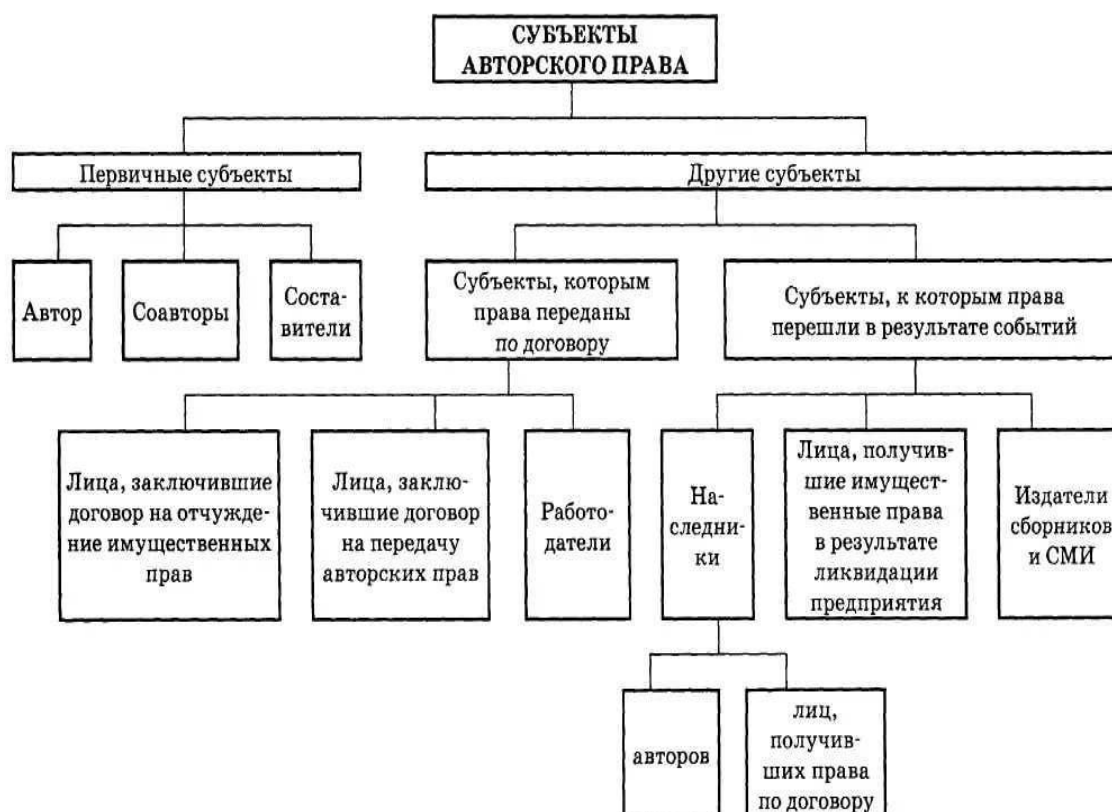 СУБЪЕКТЫ
АВТОРСКОГО ПРАВА
Первичные субъекты
Другие субъекты
Автор
Соавторы
Соста-
вители
Субъекты, которым
права переданы
по договору
Субъекты, к которым права
перешли в результате событий
Лица, заключившие
договор на отчужде-
ние имущественных
прав
Лица, заклю-
чившие договор
на передачу
авторских прав
Работо-
датели
На-
следни-
ки
Лица, получив-
шие имущест-
венные права
в результате
ликвидации
предприятия
Издатели
сборников
и СМИ
авторов
лиц,
получив-
ших права
по договору